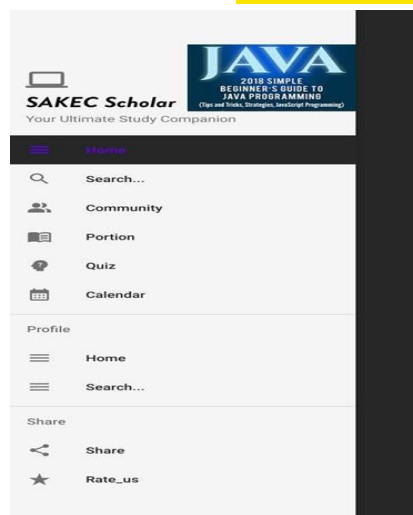 JAVA
2018 SIMPLE
BEGINNER'S GUIDE TO
JAVA PROGRAMMING
(Tips and Tricks, Strategies, JavaScript Programming)
SAKEC Scholar
Your Ultimate Study Companion
Home
Search...
Community
Portion
Quiz
Calendar
Profile
Home
Search...
Share
Share
Rate_us